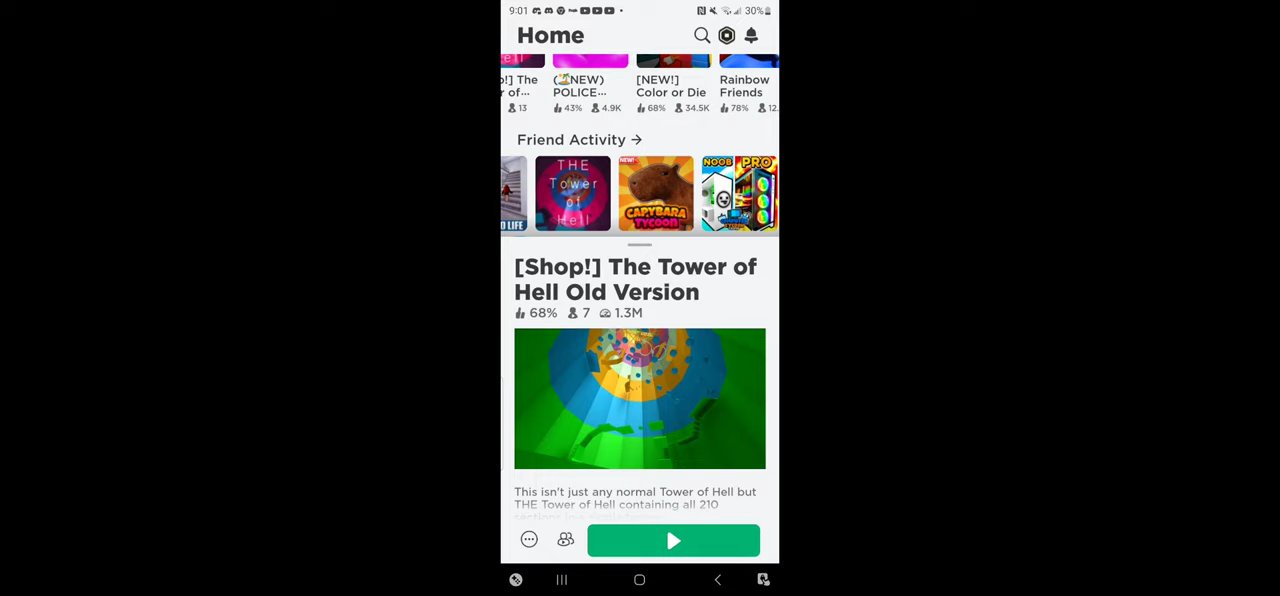 9:01
30%
Home
o!] The
r of...
13
(🏝NEW)
POLICE...
43% 4.9K
[NEW!]
Color or Die
68% 34.5K
Rainbow
Friends
78% 12.
Friend Activity →
O LIFE
THE
Tower
of
Hell
NEW!
CAPYBARA
TYCOON
NOOB PRO
[Shop!] The Tower of
Hell Old Version
68% 7 1.3M
This isn't just any normal Tower of Hell but
THE Tower of Hell containing all 210